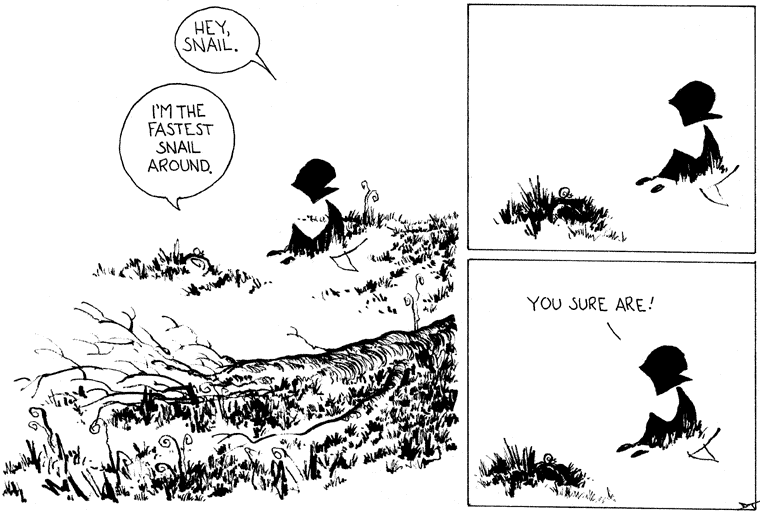 HEY,
SNAIL.
I'M THE
FASTEST
SNAIL
AROUND.
YOU SURE ARE!